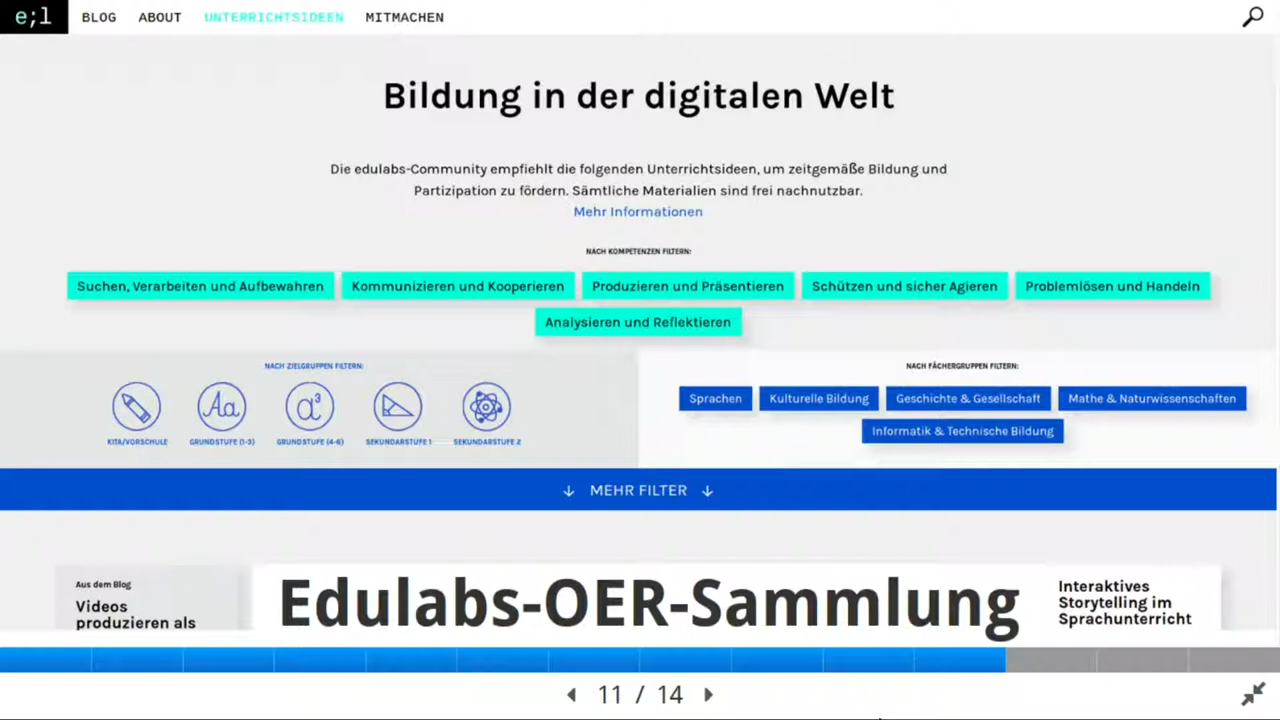 e;l BLOG ABOUT UNTERRICHTSIDEEN MITMACHEN
Bildung in der digitalen Welt
Die edulabs-Community empfiehlt die folgenden Unterrichtsideen, um zeitgemäße Bildung und
Partizipation zu fördern. Sämtliche Materialien sind frei nachnutzbar.
Mehr Informationen
NACH KOMPETENZEN FILTERN:
Suchen, Verarbeiten und Aufbewahren Kommunizieren und Kooperieren Produzieren und Präsentieren Schützen und sicher Agieren Problemlösen und Handeln
Analysieren und Reflektieren
NACH ZIELGRUPPEN FILTERN:
Aa a³
KITA/VORSCHULE GRUNDSTUFE (1-3) GRUNDSTUFE (4-6) SEKUNDARSTUFE 1 SEKUNDARSTUFE 2
NACH FÄCHERGRUPPEN FILTERN:
Sprachen Kulturelle Bildung Geschichte & Gesellschaft Mathe & Naturwissenschaften
Informatik & Technische Bildung
↓ MEHR FILTER ↓
Aus dem Blog
Videos
produzieren als
Edulabs-OER-Sammlung
Interaktives
Storytelling im
Sprachunterricht
11 / 14